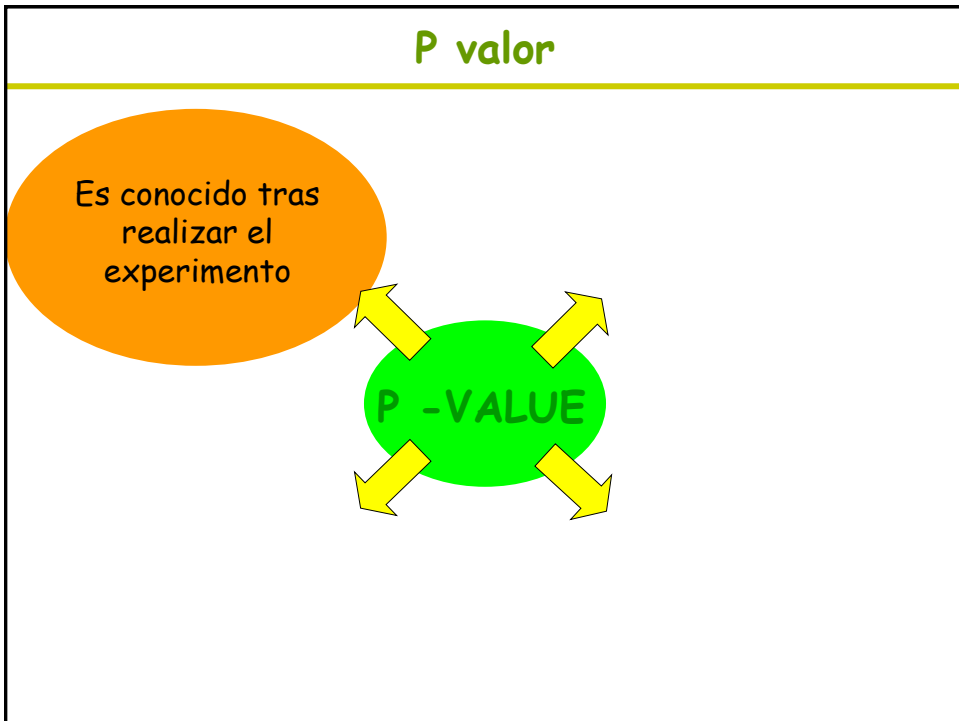 P valor
Es conocido tras
realizar el
experimento
P -VALUE